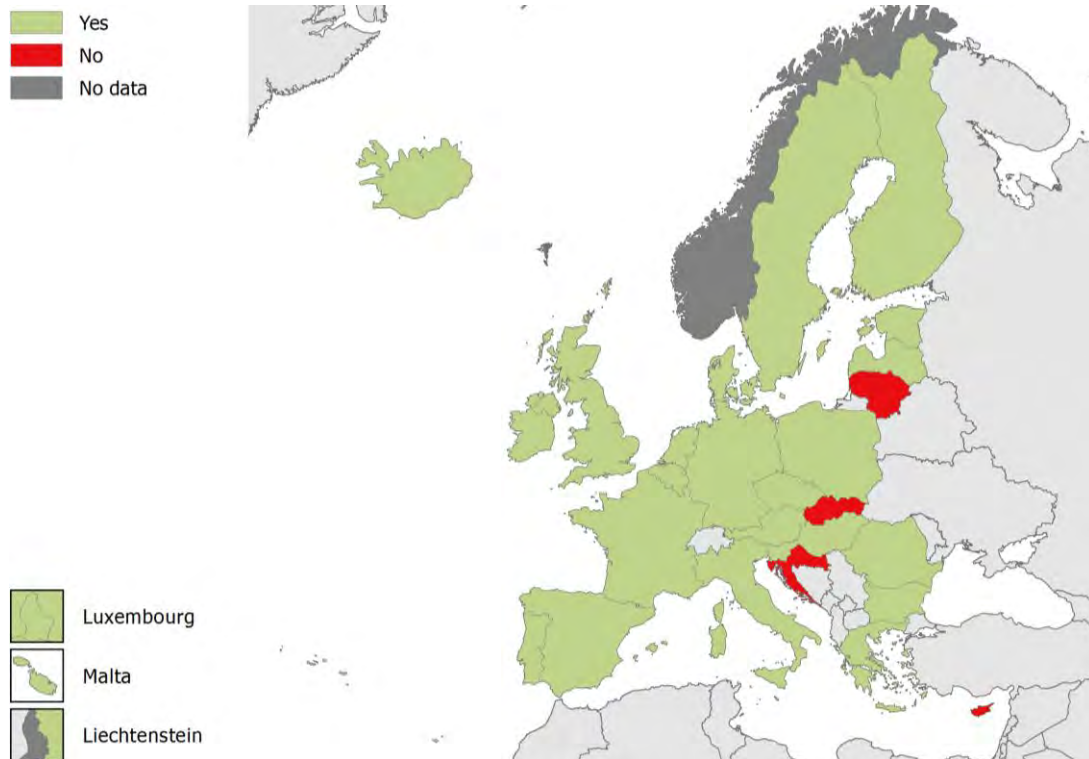 Yes
No
No data
Luxembourg
Malta
Liechtenstein